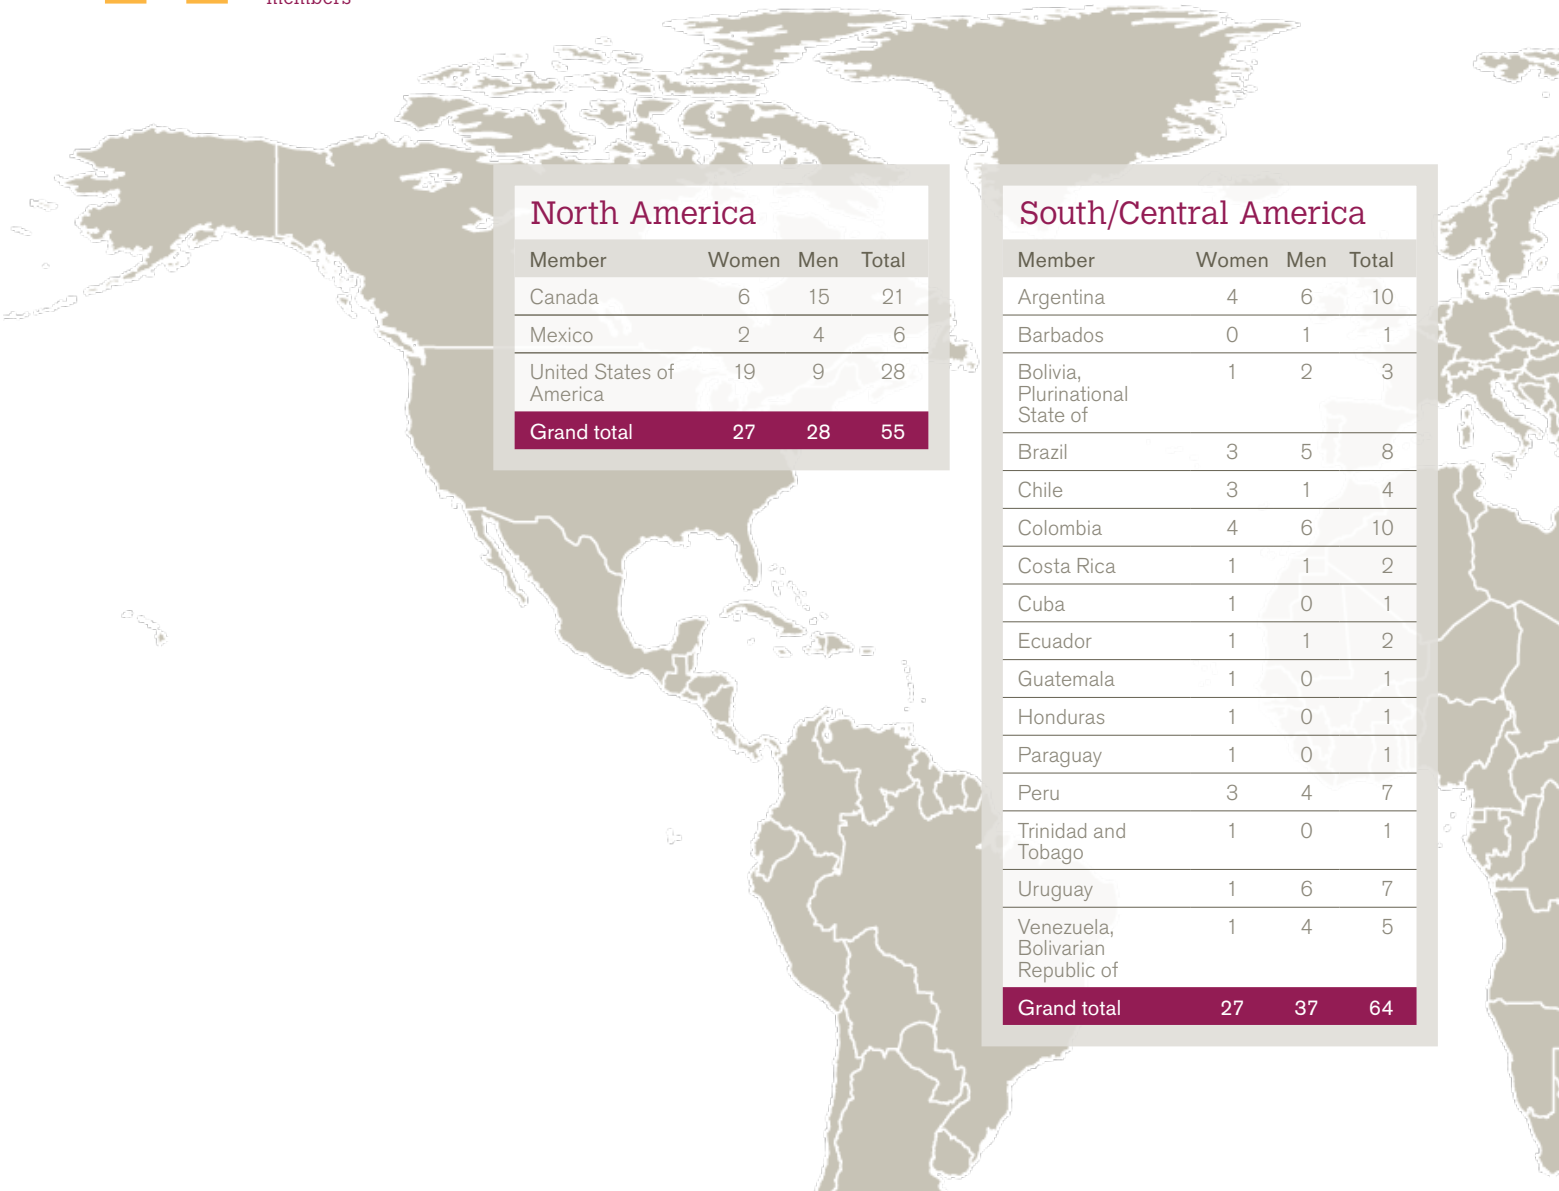 members
North America
Member Women Men Total
Canada 6 15 21
Mexico 2 4 6
United States of 19 9 28
America
Grand total 27 28 55
South/Central America
Member Women Men Total
Argentina 4 6 10
Barbados 0 1 1
Bolivia, 1 2 3
Plurinational
State of
Brazil 3 5 8
Chile 3 1 4
Colombia 4 6 10
Costa Rica 1 1 2
Cuba 1 0 1
Ecuador 1 1 2
Guatemala 1 0 1
Honduras 1 0 1
Paraguay 1 0 1
Peru 3 4 7
Trinidad and 1 0 1
Tobago
Uruguay 1 6 7
Venezuela, 1 4 5
Bolivarian
Republic of
Grand total 27 37 64